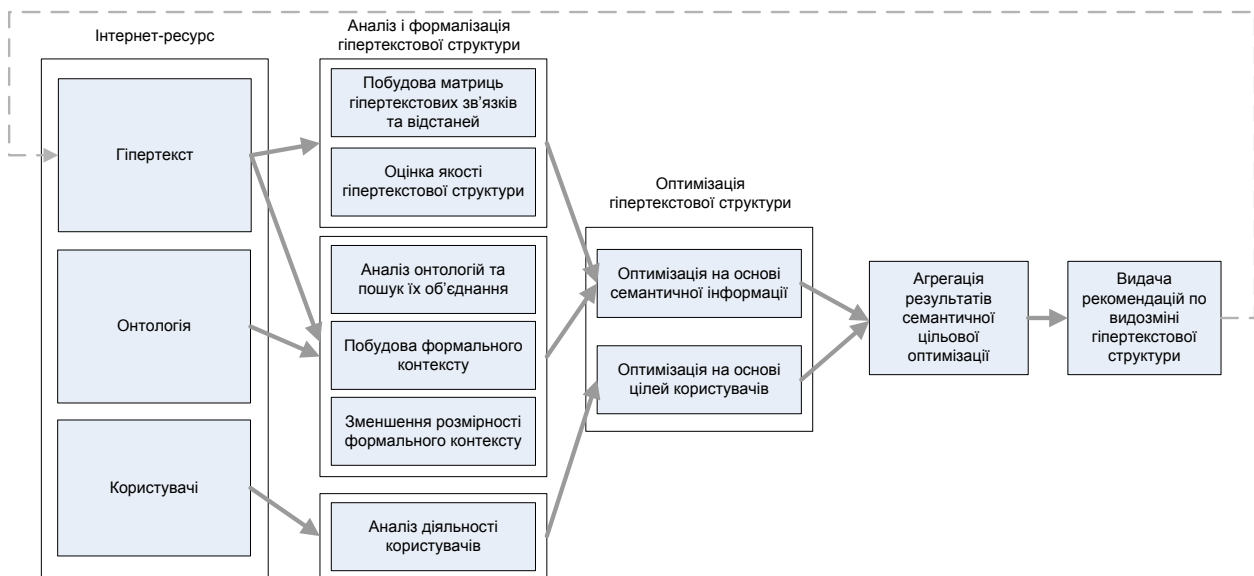 Інтернет-ресурс
Гіпертекст
Онтологія
Користувачі
Аналіз і формалізація
гіпертекстової структури
Побудова матриць
гіпертекстових зв'язків
та відстаней
Оцінка якості
гіпертекстової структури
Аналіз онтологій та
пошук їх об'єднання
Побудова формального
контексту
Зменшення розмірності
формального контексту
Аналіз діяльності
користувачів
Оптимізація
гіпертекстової структури
Оптимізація на основі
семантичної інформації
Оптимізація на основі
цілей користувачів
Агрегація
результатів
семантичної
цільової
оптимізації
Видача
рекомендацій по
видозміні
гіпертекстової
структури